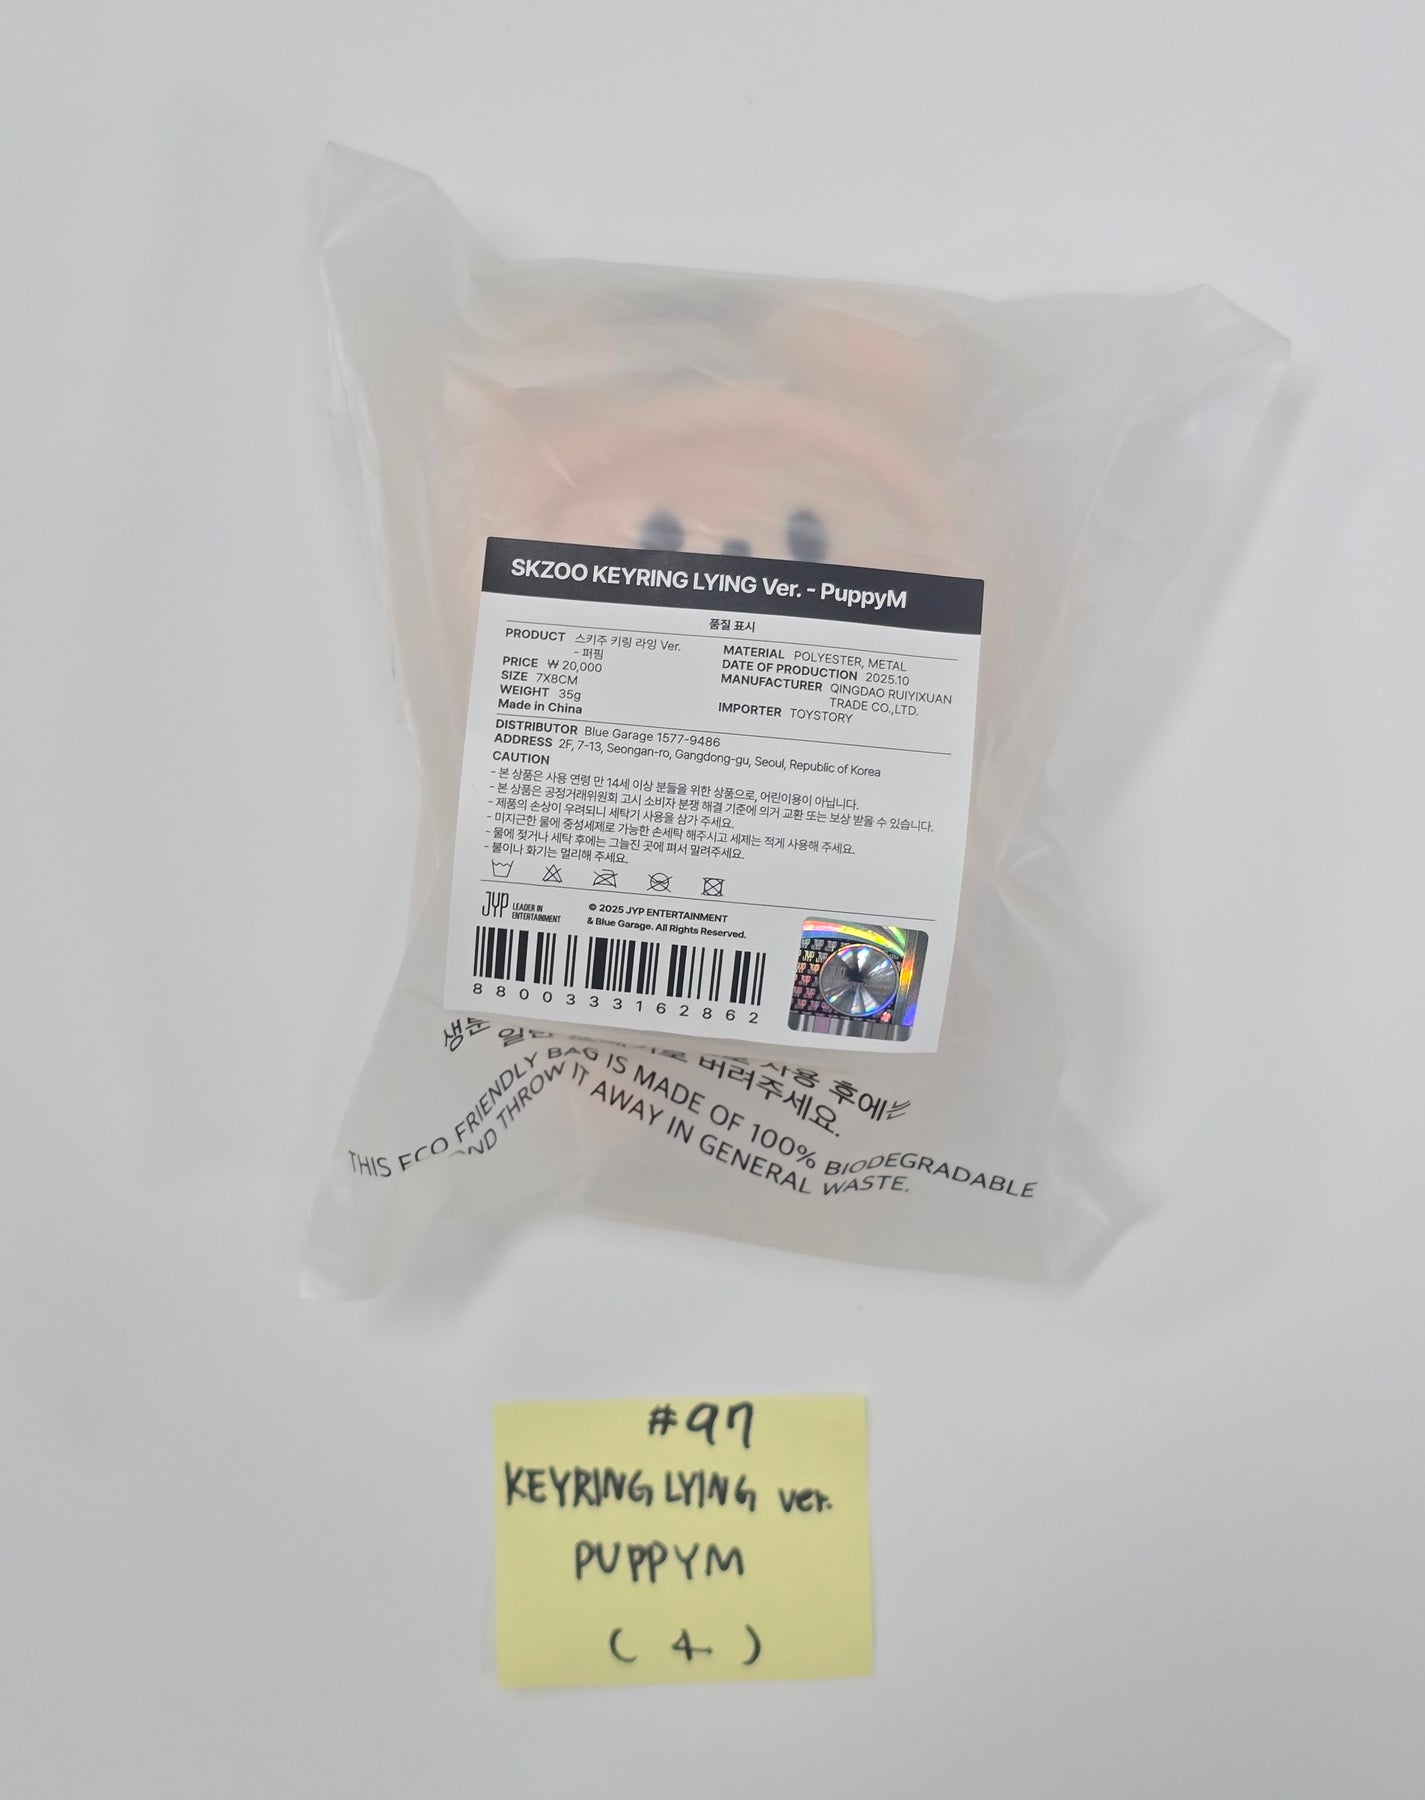 SKZOO KEYRING LYING Ver. - PuppyM
품질 표시
PRODUCT 스키주 키링 라잉 Ver.
- 퍼핌
PRICE ₩ 20,000
SIZE 7X8CM
WEIGHT 35g
Made in China
MATERIAL POLYESTER, METAL
DATE OF PRODUCTION 2025.10
MANUFACTURER QINGDAO RUIYIXUAN
TRADE CO.,LTD.
IMPORTER TOYSTORY
DISTRIBUTOR Blue Garage 1577-9486
ADDRESS 2F, 7-13, Seongan-ro, Gangdong-gu, Seoul, Republic of Korea
CAUTION
- 본 상품은 사용 연령 만 14세 이상 분들을 위한 상품으로, 어린이용이 아닙니다.
- 본 상품은 공정거래위원회 고시 소비자 분쟁 해결 기준에 의거 교환 또는 보상 받을 수 있습니다.
- 제품의 손상이 우려되니 세탁기 사용을 삼가 주세요.
- 미지근한 물에 중성세제로 가능한 손세탁 해주시고 세제는 적게 사용해 주세요.
- 물에 젖거나 세탁 후에는 그늘진 곳에 펴서 말려주세요.
- 불이나 화기는 멀리해 주세요.
JYP LEADER IN
ENTERTAINMENT
© 2025 JYP ENTERTAINMENT
& Blue Garage. All Rights Reserved.
8800333162862
사용 후에는
버려주세요.
THIS ECO FRIENDLY BAG IS MADE OF 100% BIODEGRADABLE
AND THROW IT AWAY IN GENERAL WASTE.
#97
KEYRING LYING ver.
PUPPYM
( 4 )